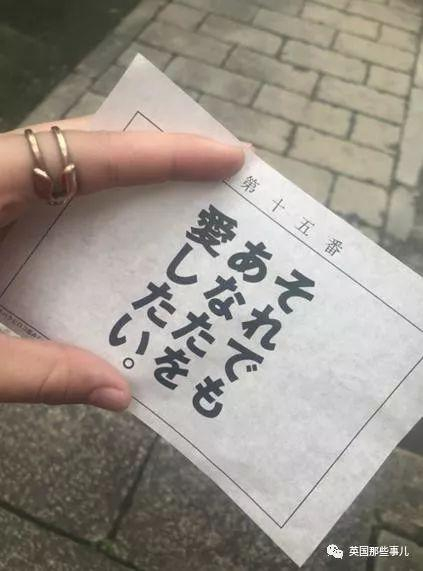 第十五番
それでも
あなたを
愛したい。
英国那些事儿